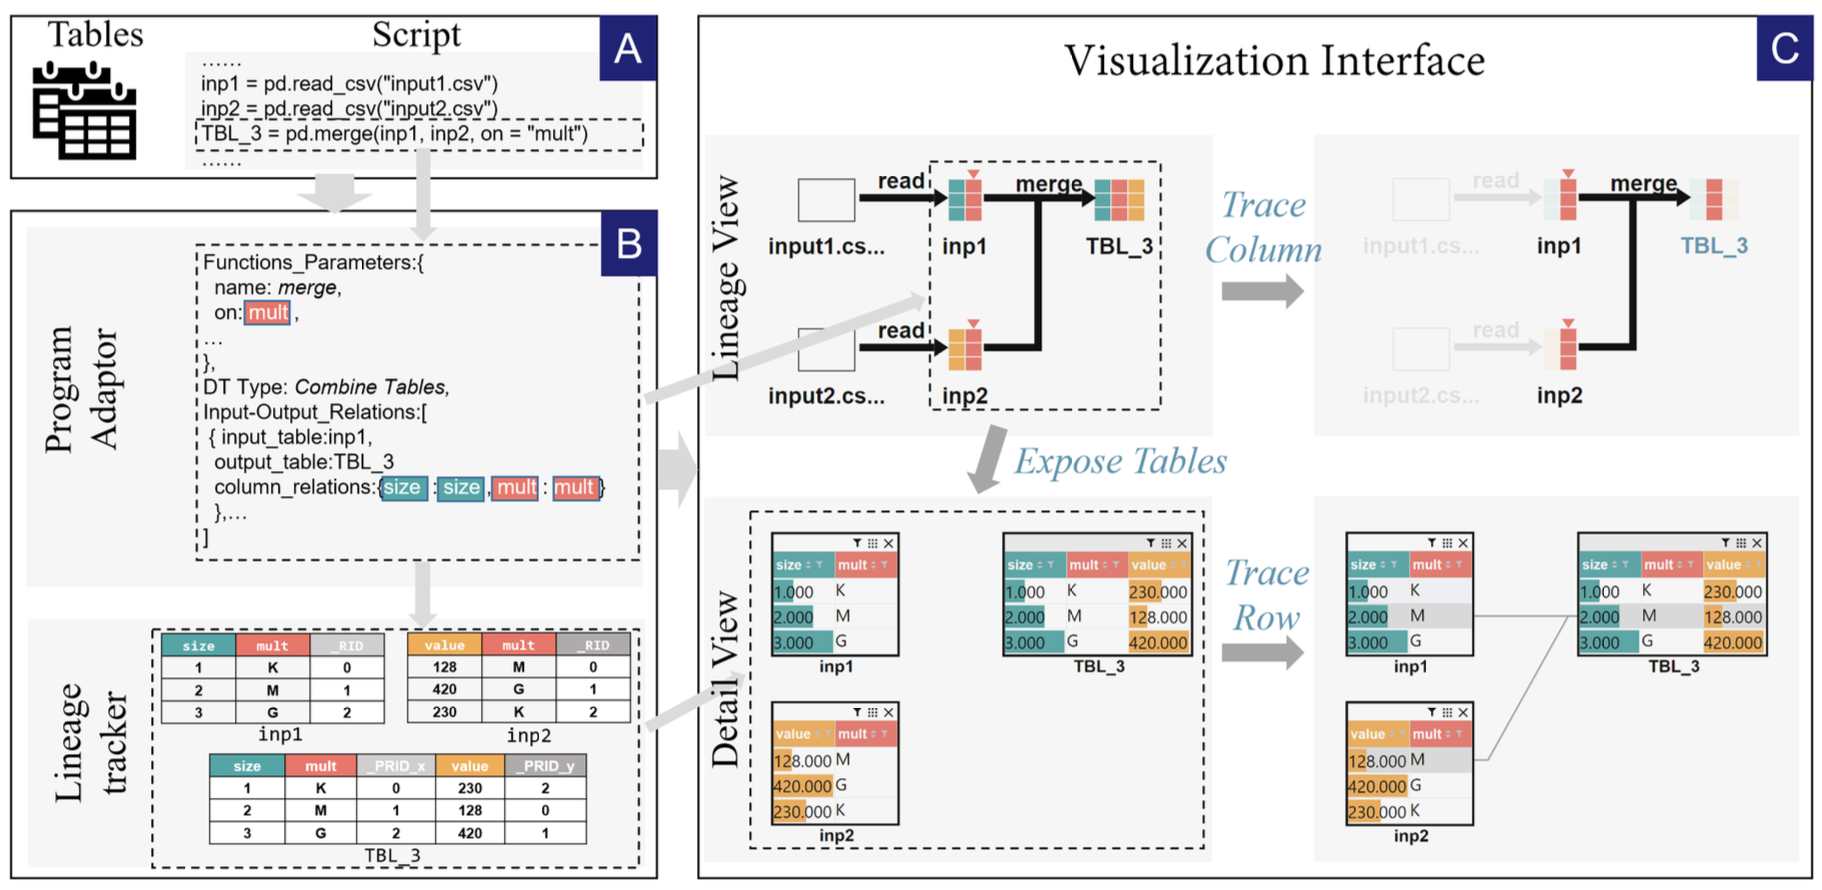 Tables
Script
A
......
inp1 = pd.read_csv("input1.csv")
inp2 = pd.read_csv("input2.csv")
TBL_3 = pd.merge(inp1, inp2, on = "mult")
......
B
Program
Adaptor
Functions_Parameters:{
name: merge,
on: mult ,
...
},
DT Type: Combine Tables,
Input-Output_Relations:[
{ input_table:inp1,
output_table:TBL_3
column_relations:{size : size , mult : mult}
},...
]
Lineage
tracker
size mult _RID
1 K 0
2 M 1
3 G 2
inp1
value mult _RID
128 M 0
420 G 1
230 K 2
inp2
size mult _PRID_x value _PRID_y
1 K 0 230 2
2 M 1 128 0
3 G 2 420 1
TBL_3
Visualization Interface
C
Lineage View
read
merge
input1.cs...
inp1
TBL_3
read
input2.cs...
inp2
Trace
Column
read
merge
input1.cs...
inp1
TBL_3
read
input2.cs...
inp2
Expose Tables
Detail View
size mult
1.000 K
2.000 M
3.000 G
inp1
size mult value
1.000 K 230.000
2.000 M 128.000
3.000 G 420.000
TBL_3
value mult
128.000 M
420.000 G
230.000 K
inp2
Trace
Row
size mult
1.000 K
2.000 M
3.000 G
inp1
size mult value
1.000 K 230.000
2.000 M 128.000
3.000 G 420.000
TBL_3
value mult
128.000 M
420.000 G
230.000 K
inp2